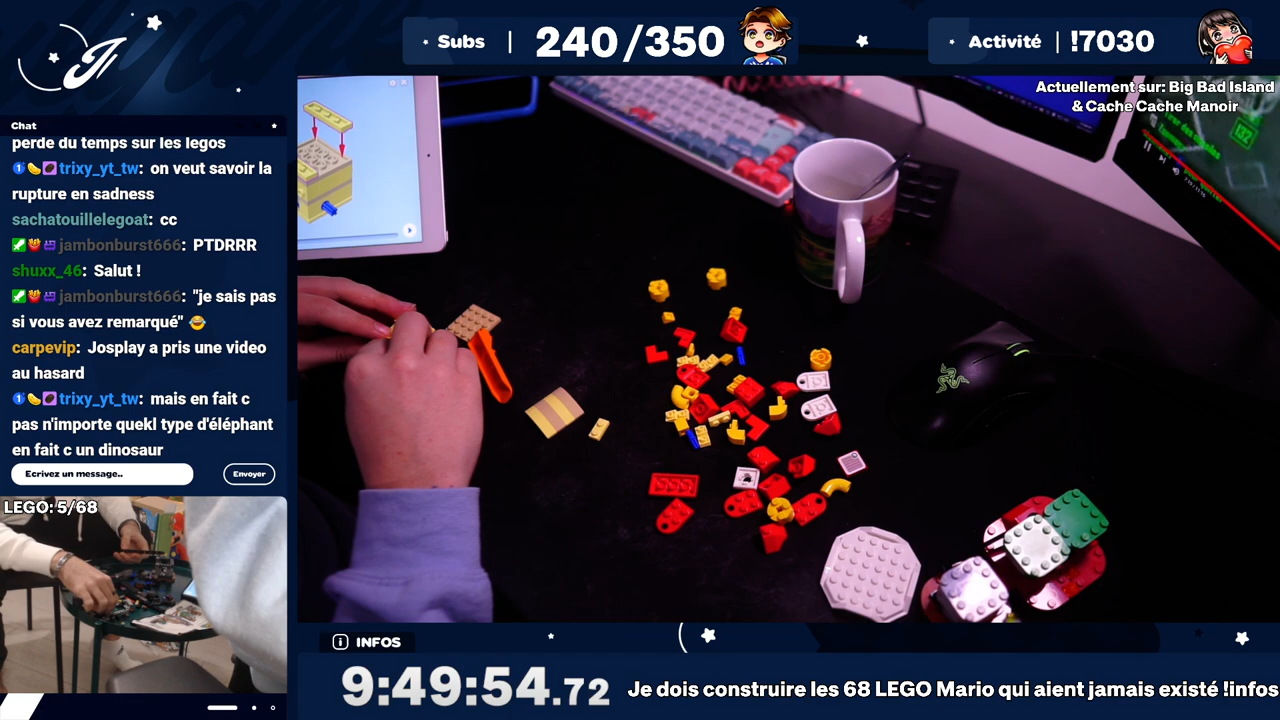 Subs | 240/350
Activité | !7030
Actuellement sur: Big Bad Island
& Cache Cache Manoir
Chat
perde du temps sur les legos
trixy_yt_tw: on veut savoir la
rupture en sadness
sachatouillelegoat: cc
jambonburst666: PTDRRR
shuxx_46: Salut !
jambonburst666: "je sais pas
si vous avez remarqué" 😂
carpevip: Josplay a pris une video
au hasard
trixy_yt_tw: mais en fait c
pas n'importe quekl type d'éléphant
en fait c un dinosaur
Ecrivez un message..
Envoyer
LEGO: 5/68
INFOS
9:49:54.72
Je dois construire les 68 LEGO Mario qui aient jamais existé !infos